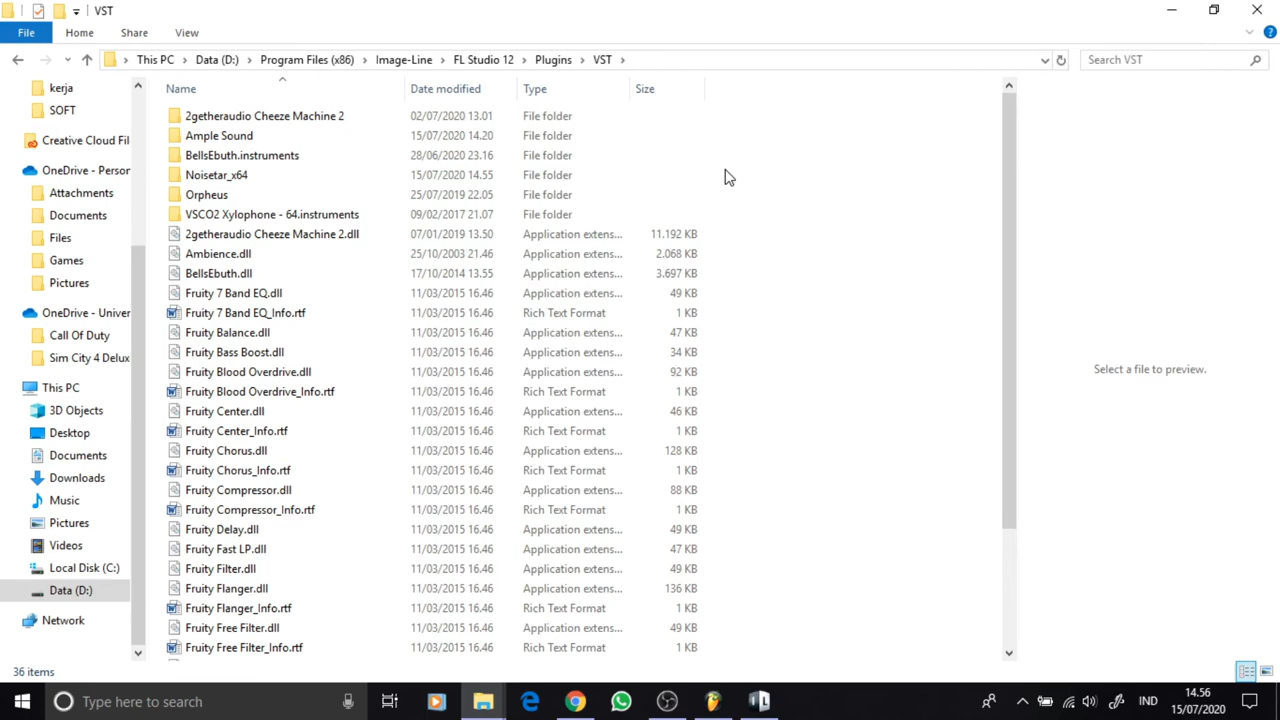 VST
File Home Share View
This PC Data (D:) Program Files (x86) Image-Line FL Studio 12 Plugins VST Search VST
kerja
SOFT
Creative Cloud Fil
OneDrive - Person
Attachments
Documents
Files
Games
Pictures
OneDrive - Univer
Call Of Duty
Sim City 4 Delux
This PC
3D Objects
Desktop
Documents
Downloads
Music
Pictures
Videos
Local Disk (C:)
Data (D:)
Network
Name Date modified Type Size
2getheraudio Cheeze Machine 2 02/07/2020 13.01 File folder
Ample Sound 15/07/2020 14.20 File folder
BellsEbuth.instruments 28/06/2020 23.16 File folder
Noisetar_x64 15/07/2020 14.55 File folder
Orpheus 25/07/2019 22.05 File folder
VSCO2 Xylophone - 64.instruments 09/02/2017 21.07 File folder
2getheraudio Cheeze Machine 2.dll 07/01/2019 13.50 Application extens... 11.192 KB
Ambience.dll 25/10/2003 21.46 Application extens... 2.068 KB
BellsEbuth.dll 17/10/2014 13.55 Application extens... 3.697 KB
Fruity 7 Band EQ.dll 11/03/2015 16.46 Application extens... 49 KB
Fruity 7 Band EQ_Info.rtf 11/03/2015 16.46 Rich Text Format 1 KB
Fruity Balance.dll 11/03/2015 16.46 Application extens... 47 KB
Fruity Bass Boost.dll 11/03/2015 16.46 Application extens... 34 KB
Fruity Blood Overdrive.dll 11/03/2015 16.46 Application extens... 92 KB
Fruity Blood Overdrive_Info.rtf 11/03/2015 16.46 Rich Text Format 1 KB
Fruity Center.dll 11/03/2015 16.46 Application extens... 46 KB
Fruity Center_Info.rtf 11/03/2015 16.46 Rich Text Format 1 KB
Fruity Chorus.dll 11/03/2015 16.46 Application extens... 128 KB
Fruity Chorus_Info.rtf 11/03/2015 16.46 Rich Text Format 1 KB
Fruity Compressor.dll 11/03/2015 16.46 Application extens... 88 KB
Fruity Compressor_Info.rtf 11/03/2015 16.46 Rich Text Format 1 KB
Fruity Delay.dll 11/03/2015 16.46 Application extens... 49 KB
Fruity Fast LP.dll 11/03/2015 16.46 Application extens... 47 KB
Fruity Filter.dll 11/03/2015 16.46 Application extens... 49 KB
Fruity Flanger.dll 11/03/2015 16.46 Application extens... 136 KB
Fruity Flanger_Info.rtf 11/03/2015 16.46 Rich Text Format 1 KB
Fruity Free Filter.dll 11/03/2015 16.46 Application extens... 49 KB
Fruity Free Filter_Info.rtf 11/03/2015 16.46 Rich Text Format 1 KB
Select a file to preview.
36 items
Type here to search
IND
14.56
15/07/2020